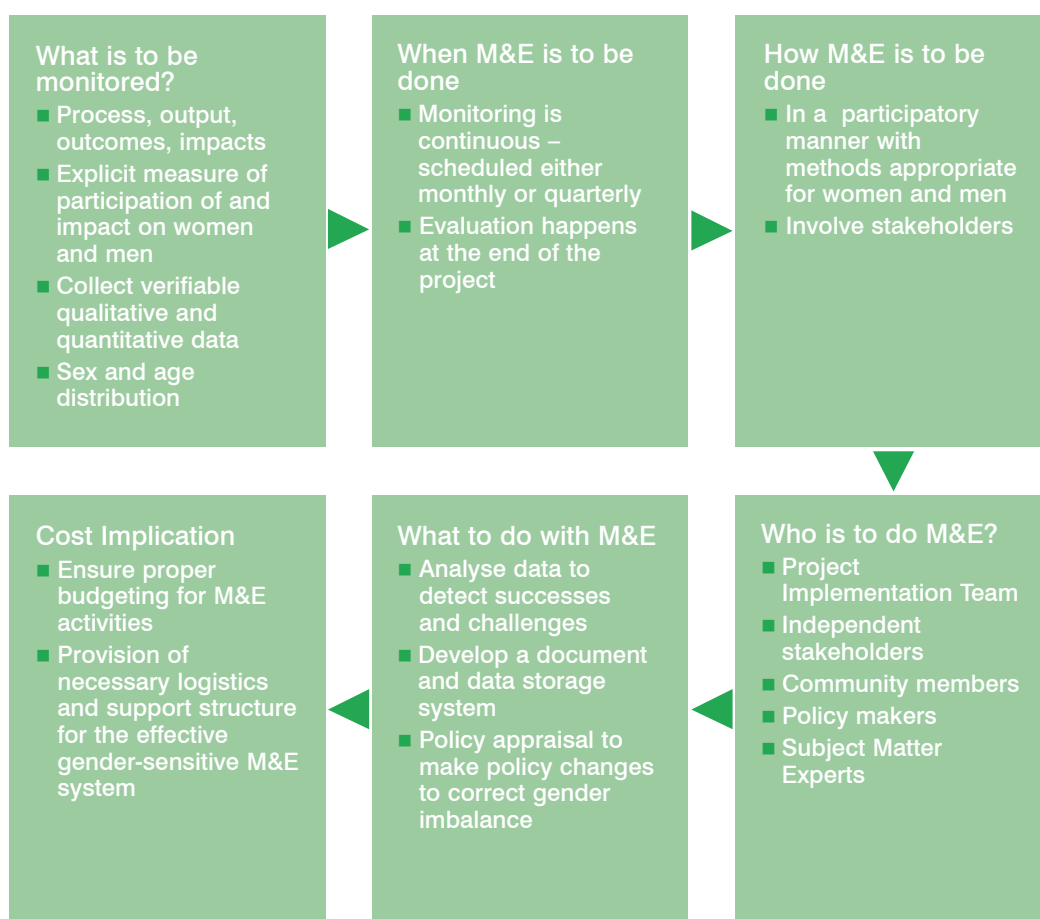 What is to be
monitored?
■ Process, output,
outcomes, impacts
■ Explicit measure of
participation of and
impact on women
and men
■ Collect verifiable
qualitative and
quantitative data
■ Sex and age
distribution
When M&E is to be
done
■ Monitoring is
continuous –
scheduled either
monthly or quarterly
■ Evaluation happens
at the end of the
project
How M&E is to be
done
■ In a participatory
manner with
methods appropriate
for women and men
■ Involve stakeholders
Who is to do M&E?
■ Project
Implementation Team
■ Independent
stakeholders
■ Community members
■ Policy makers
■ Subject Matter
Experts
What to do with M&E
■ Analyse data to
detect successes
and challenges
■ Develop a document
and data storage
system
■ Policy appraisal to
make policy changes
to correct gender
imbalance
Cost Implication
■ Ensure proper
budgeting for M&E
activities
■ Provision of
necessary logistics
and support structure
for the effective
gender-sensitive M&E
system